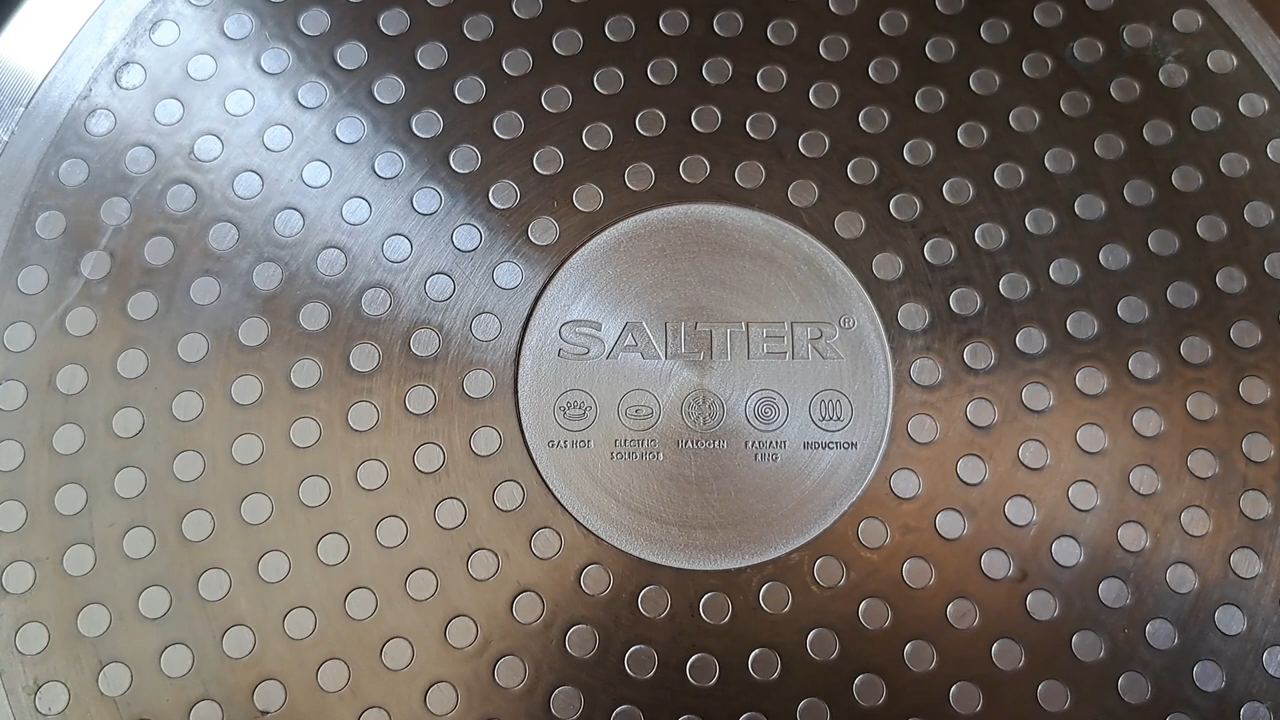 SALTER®
GAS HOB ELECTRIC HALOGEN RADIANT INDUCTION
SOLID HOB RING